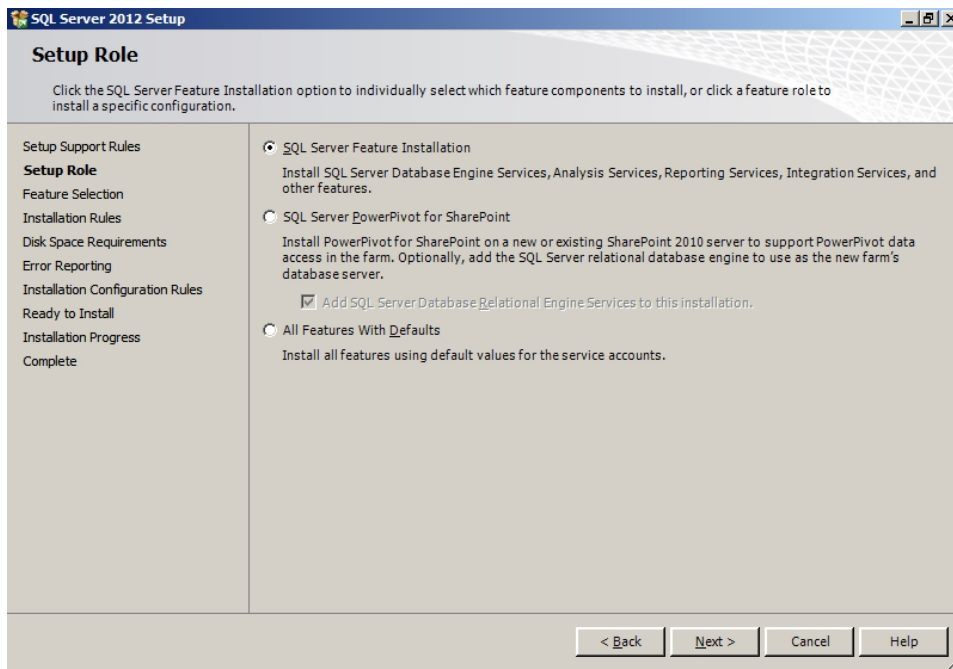 SQL Server 2012 Setup
Setup Role
Click the SQL Server Feature Installation option to individually select which feature components to install, or click a feature role to
install a specific configuration.
Setup Support Rules
Setup Role
Feature Selection
Installation Rules
Disk Space Requirements
Error Reporting
Installation Configuration Rules
Ready to Install
Installation Progress
Complete
SQL Server Feature Installation
Install SQL Server Database Engine Services, Analysis Services, Reporting Services, Integration Services, and
other features.
SQL Server PowerPivot for SharePoint
Install PowerPivot for SharePoint on a new or existing SharePoint 2010 server to support PowerPivot data
access in the farm. Optionally, add the SQL Server relational database engine to use as the new farm's
database server.
Add SQL Server Database Relational Engine Services to this installation.
All Features With Defaults
Install all features using default values for the service accounts.
< Back
Next >
Cancel
Help